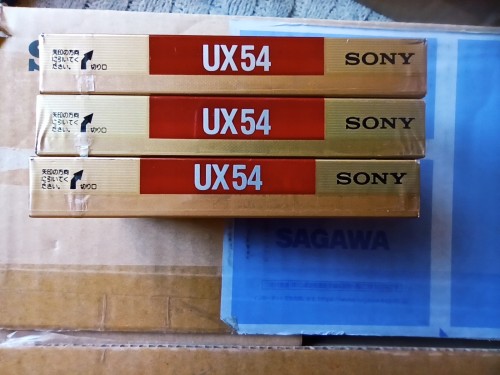 矢印の方向
に引いてく
ださい。
切り口
UX54
SONY
矢印の方向
に引いてく
ださい。
切り口
UX54
SONY
矢印の方向
に引いてく
ださい。
切り口
UX54
SONY
SAGAWA